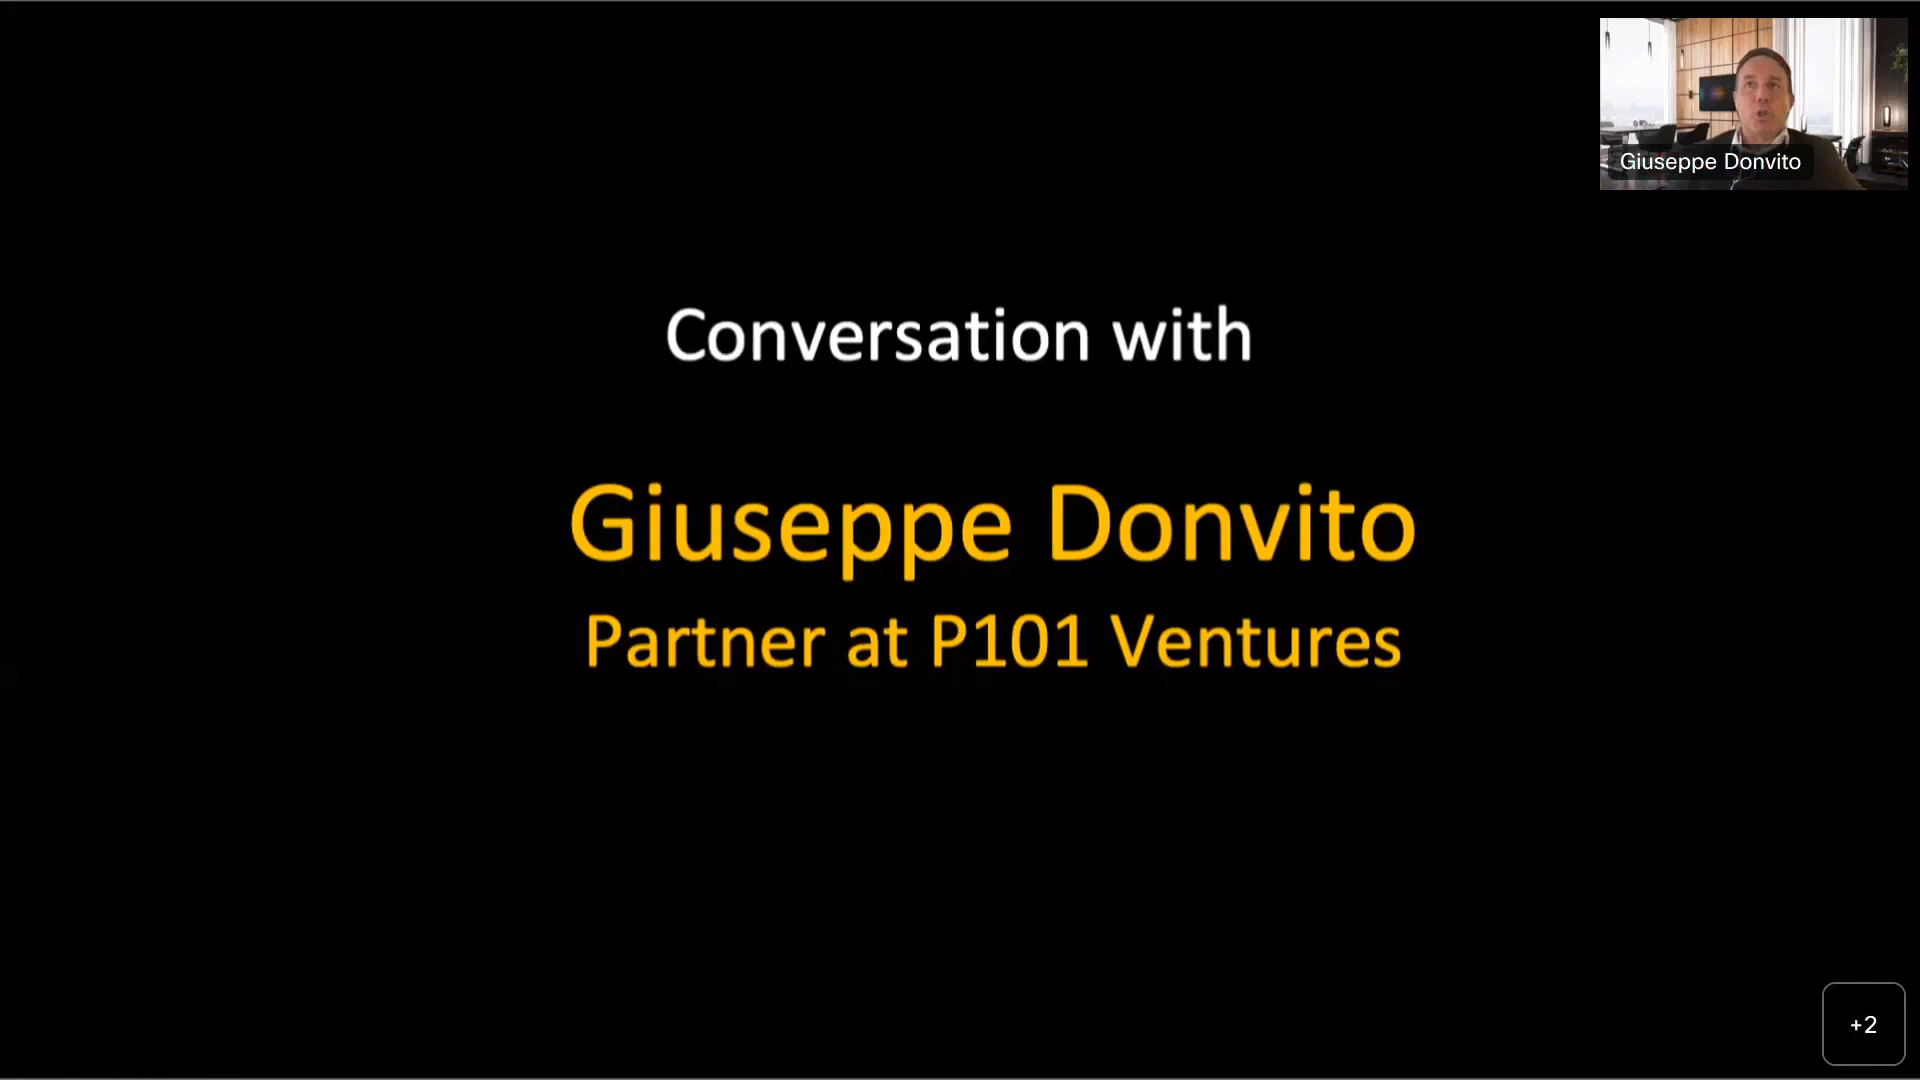 Giuseppe Donvito
Conversation with
Giuseppe Donvito
Partner at P101 Ventures
+2